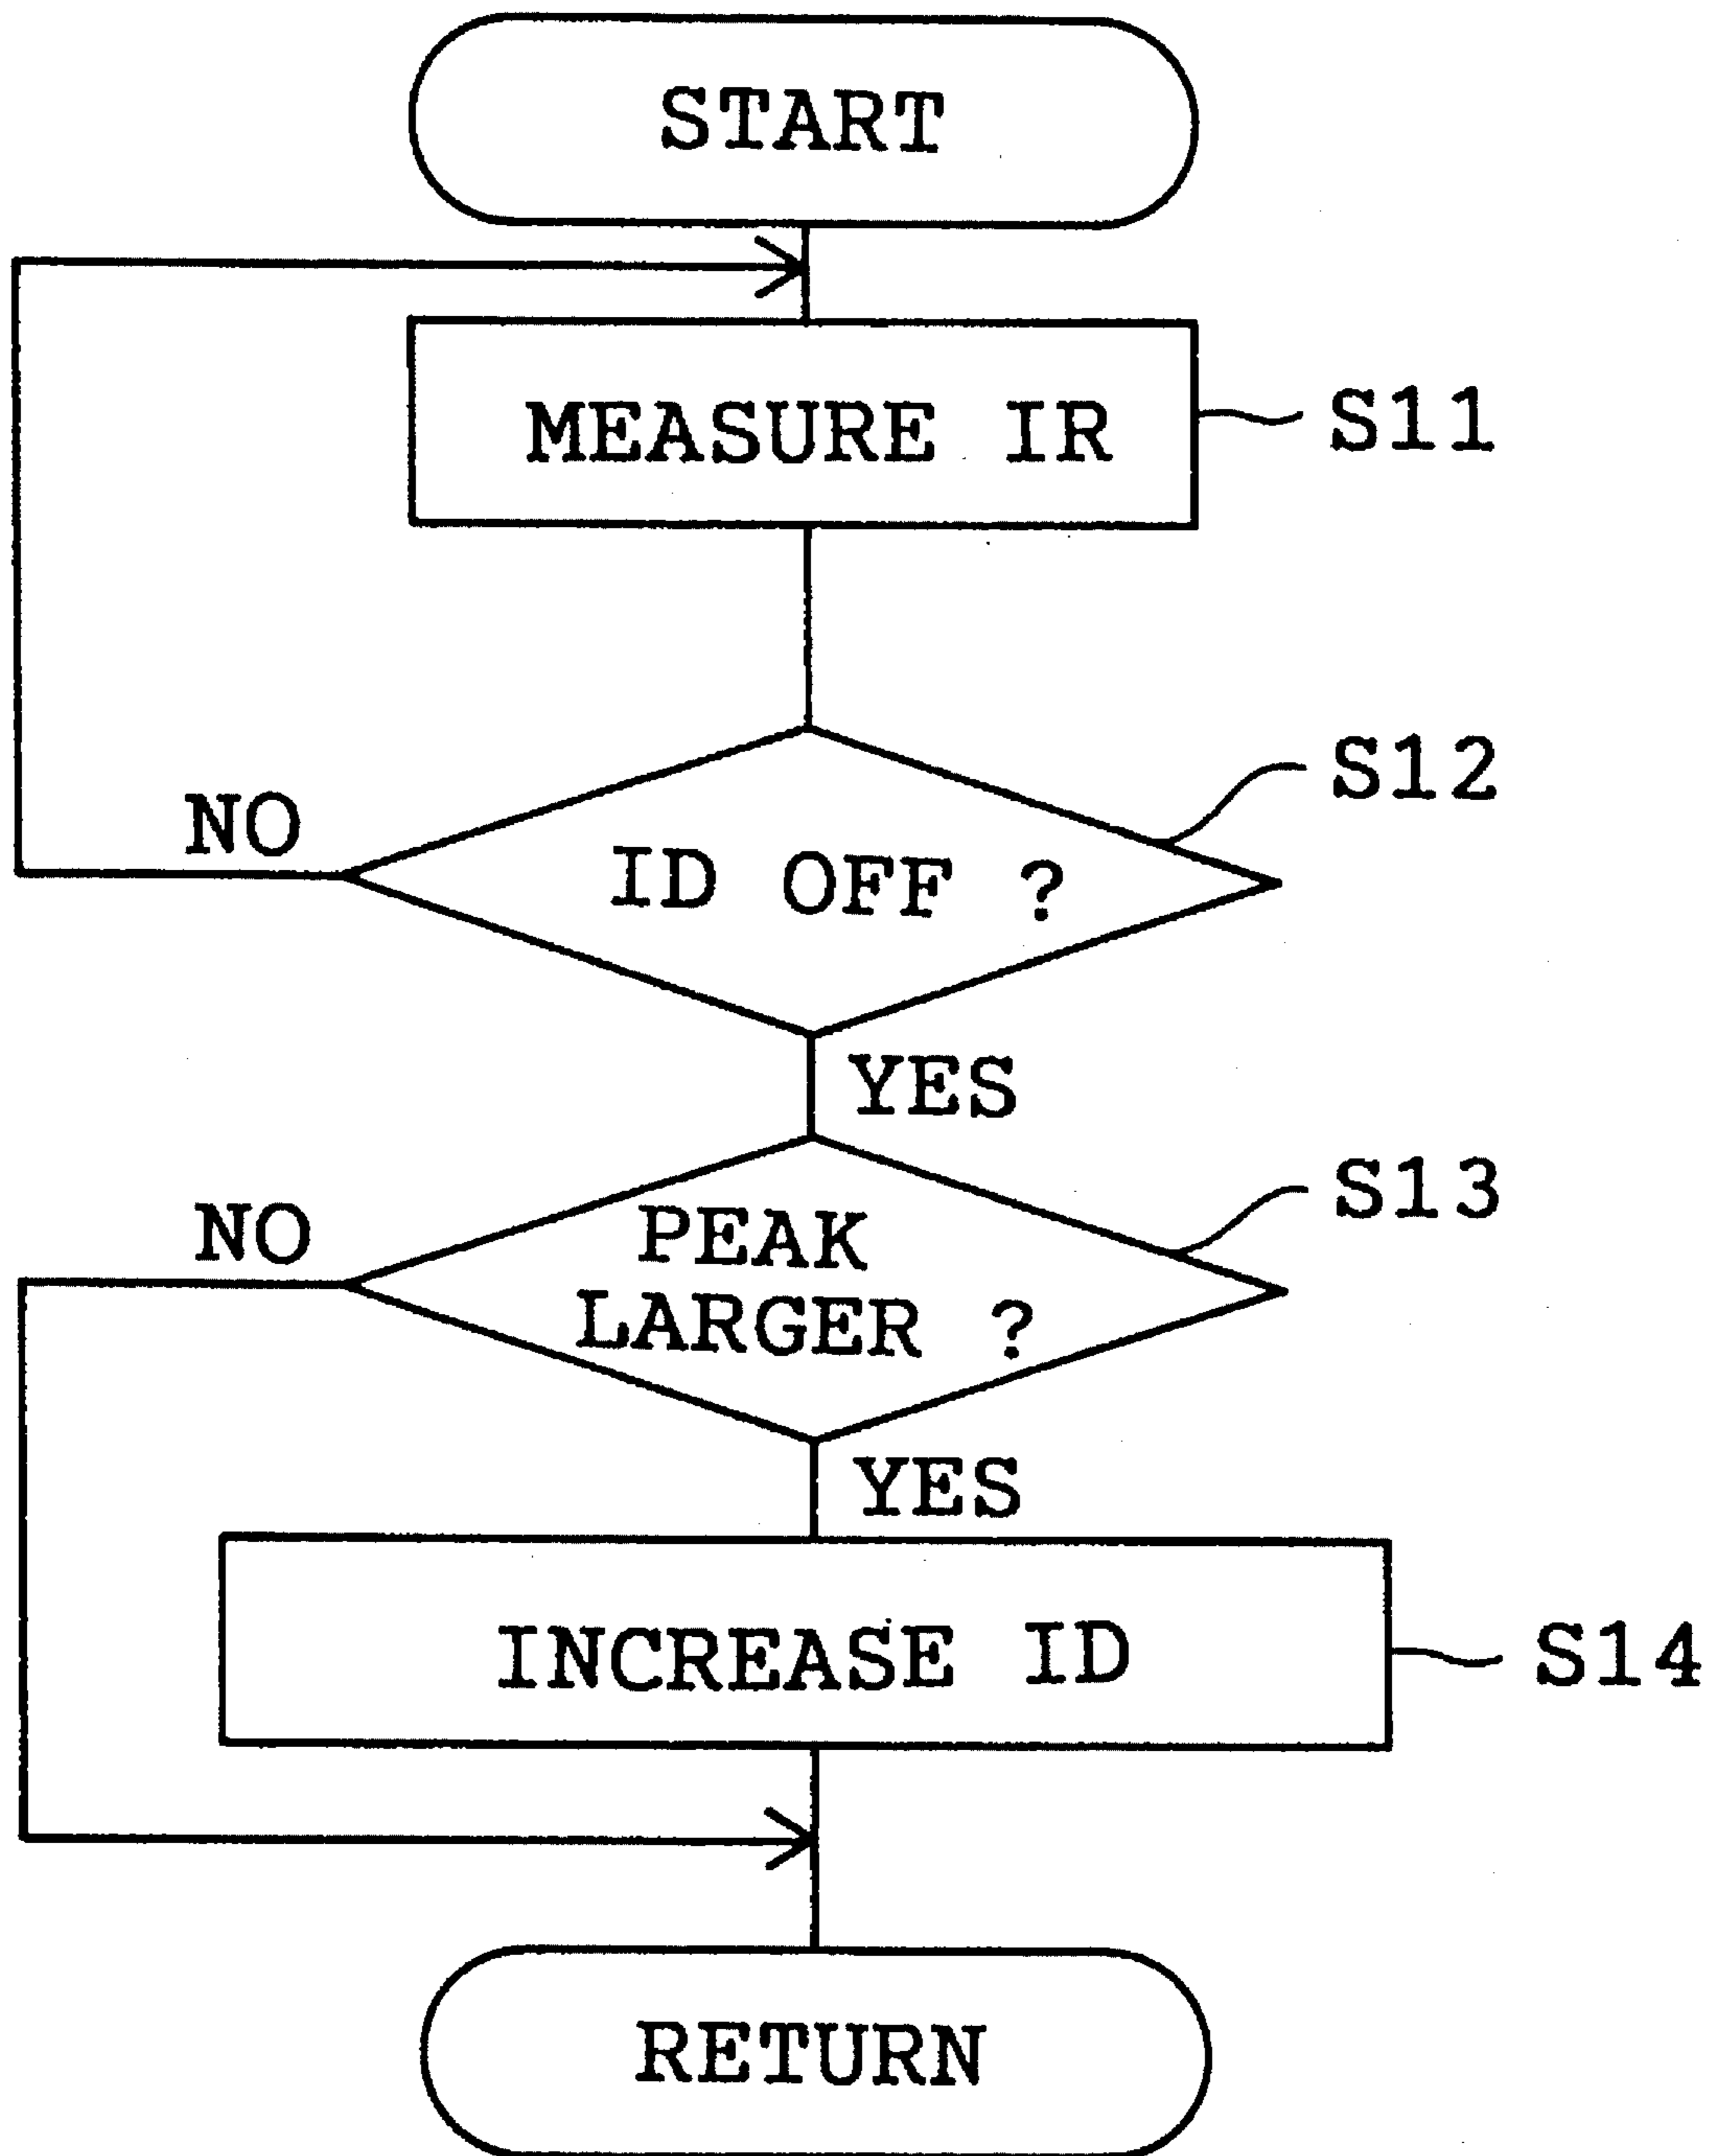 START
MEASURE IR
S11
S12
NO
ID OFF ?
YES
S13
NO
PEAK
LARGER ?
YES
INCREASE ID
S14
RETURN